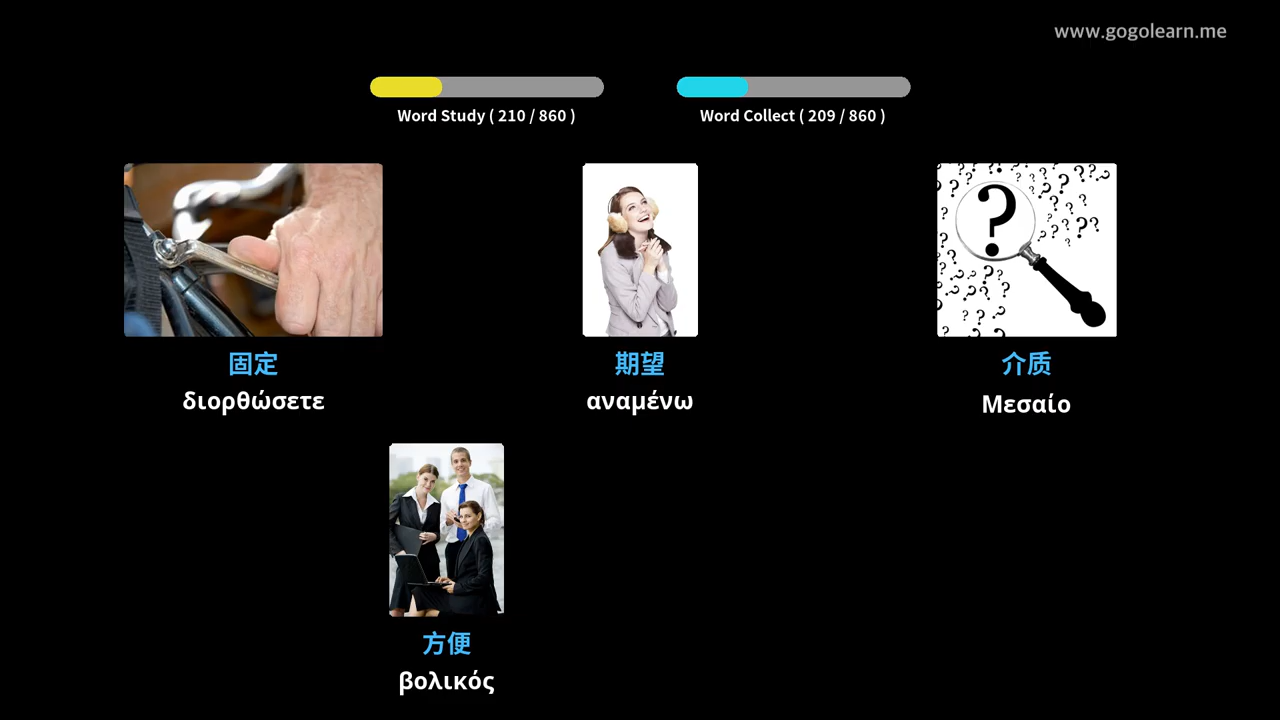 www.gogolearn.me
Word Study ( 210 / 860 )
Word Collect ( 209 / 860 )
固定
διορθώσετε
期望
αναμένω
介质
Μεσαίο
方便
βολικός